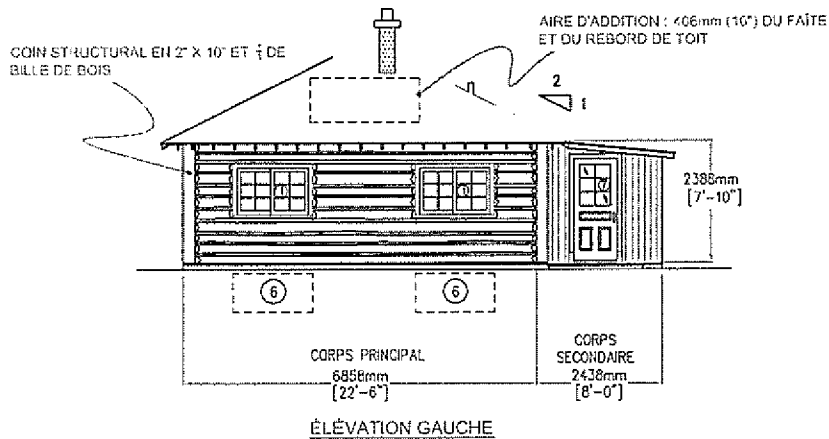 COIN STRUCTURAL EN 2" X 10" ET DE
BILLE DE BOIS
AIRE D'ADDITION : 406mm (16") DU FAÎTE
ET DU REBORD DE TOIT
2
1
1
1
7
2388mm
[7'-10"]
6
6
CORPS PRINCIPAL
6858mm
[22'-6"]
CORPS
SECONDAIRE
2438mm
[8'-0"]
ÉLÉVATION GAUCHE